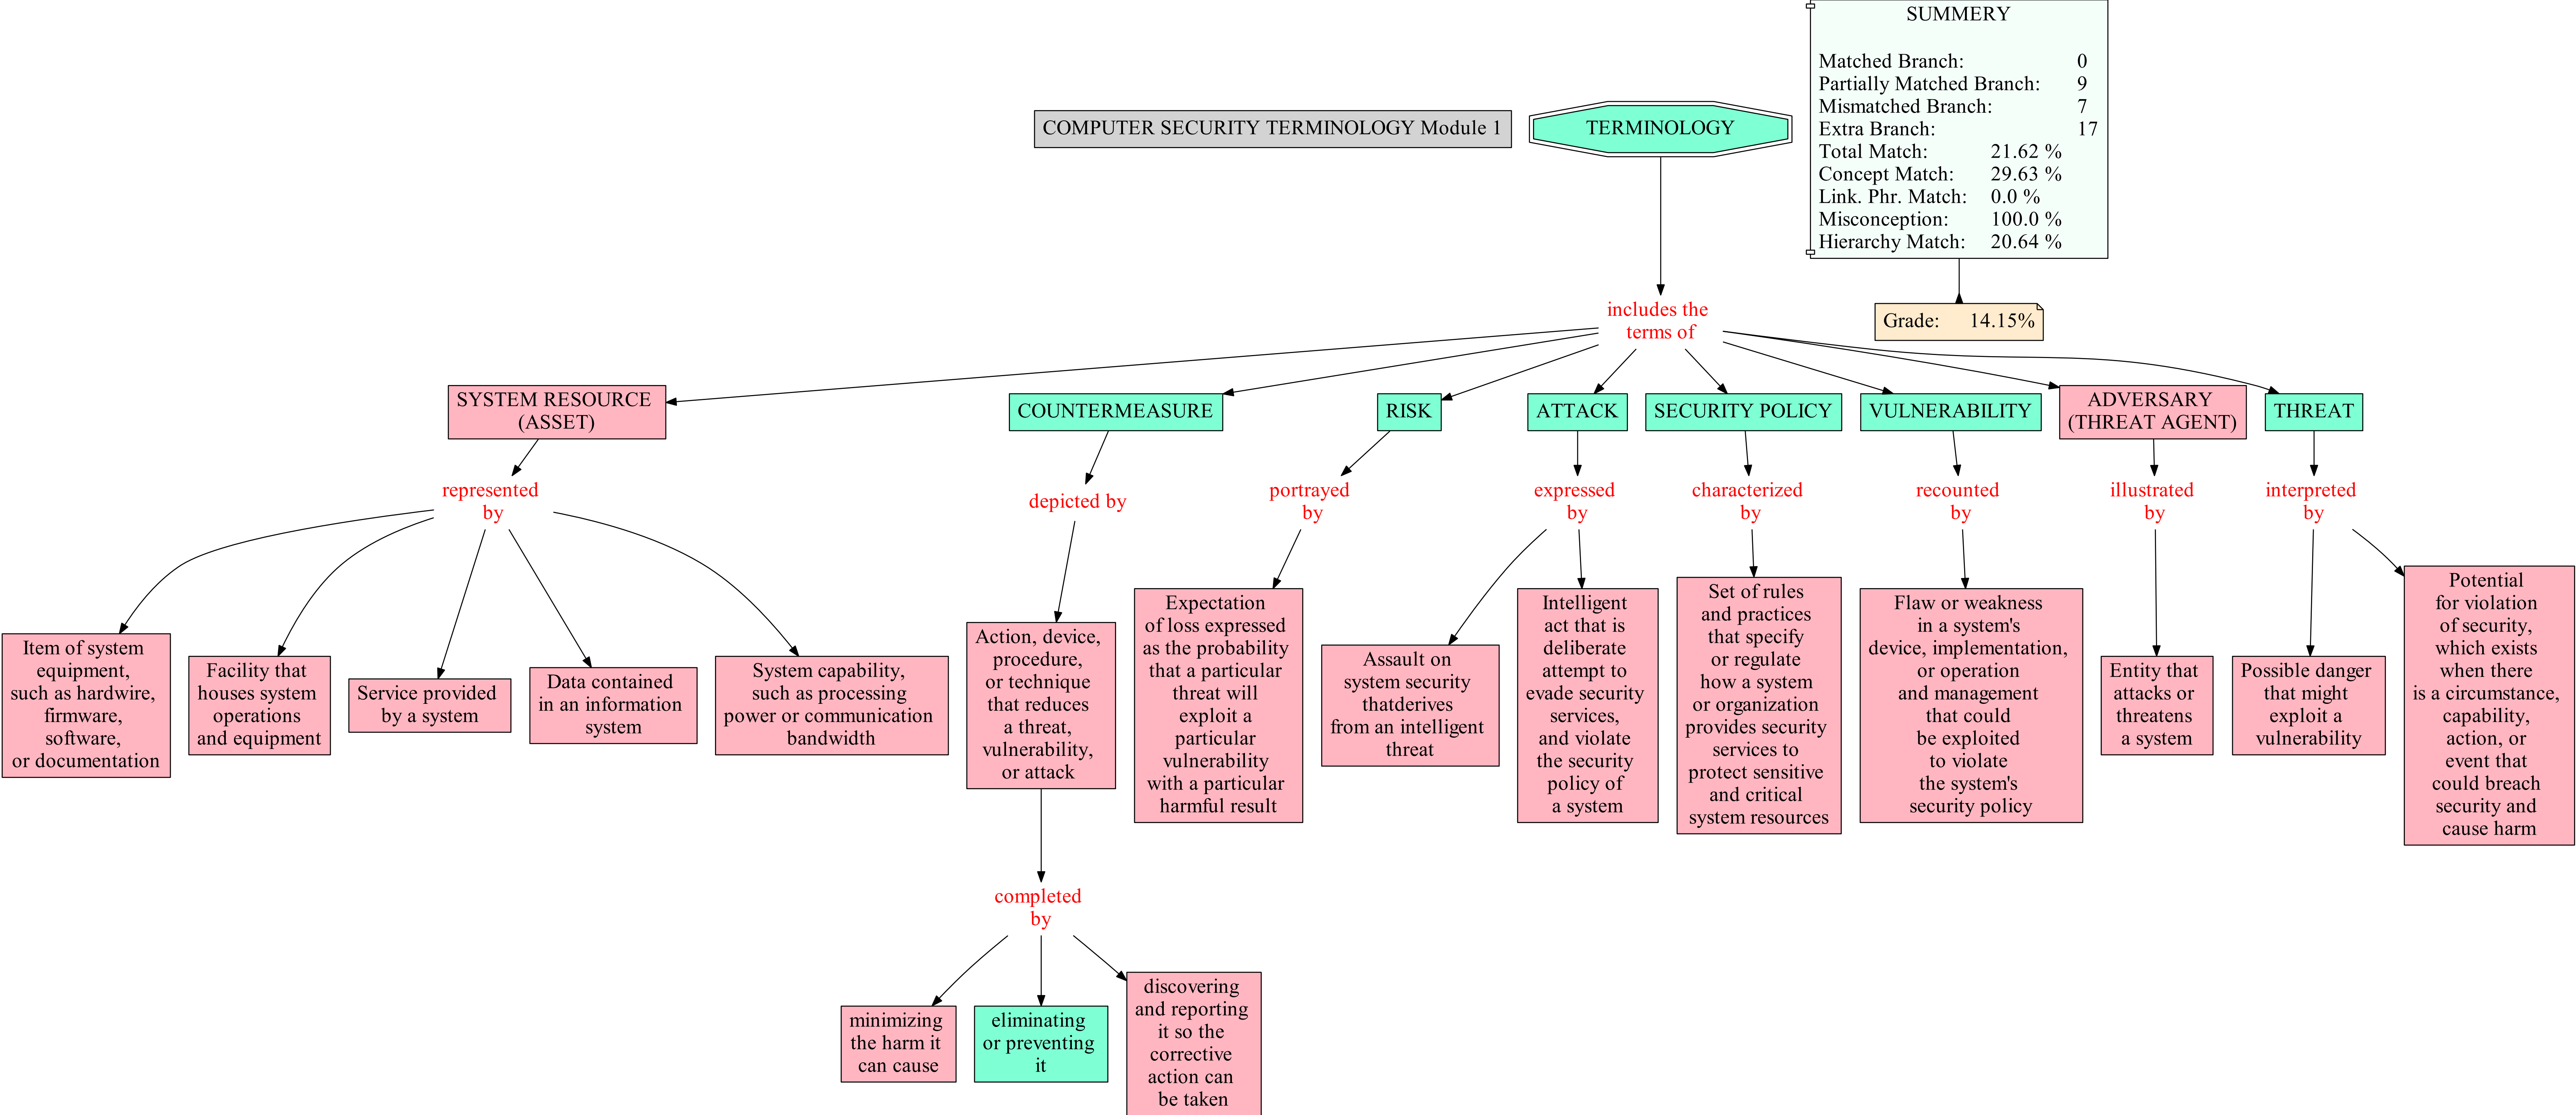 SUMMERY
Matched Branch: 0
Partially Matched Branch: 9
Mismatched Branch: 7
Extra Branch: 17
Total Match: 21.62 %
Concept Match: 29.63 %
Link. Phr. Match: 0.0 %
Misconception: 100.0 %
Hierarchy Match: 20.64 %
COMPUTER SECURITY TERMINOLOGY Module 1
TERMINOLOGY
includes the
terms of
Grade: 14.15%
SYSTEM RESOURCE
(ASSET)
COUNTERMEASURE
RISK
ATTACK
SECURITY POLICY
VULNERABILITY
ADVERSARY
(THREAT AGENT)
THREAT
represented
by
depicted by
portrayed
by
expressed
by
characterized
by
recounted
by
illustrated
by
interpreted
by
Item of system
equipment,
such as hardwire,
firmware,
software,
or documentation
Facility that
houses system
operations
and equipment
Service provided
by a system
Data contained
in an information
system
System capability,
such as processing
power or communication
bandwidth
Action, device,
procedure,
or technique
that reduces
a threat,
vulnerability,
or attack
Expectation
of loss expressed
as the probability
that a particular
threat will
exploit a
particular
vulnerability
with a particular
harmful result
Assault on
system security
thatderives
from an intelligent
threat
Intelligent
act that is
deliberate
attempt to
evade security
services,
and violate
the security
policy of
a system
Set of rules
and practices
that specify
or regulate
how a system
or organization
provides security
services to
protect sensitive
and critical
system resources
Flaw or weakness
in a system's
device, implementation,
or operation
and management
that could
be exploited
to violate
the system's
security policy
Entity that
attacks or
threatens
a system
Possible danger
that might
exploit a
vulnerability
Potential
for violation
of security,
which exists
when there
is a circumstance,
capability,
action, or
event that
could breach
security and
cause harm
completed
by
minimizing
the harm it
can cause
eliminating
or preventing
it
discovering
and reporting
it so the
corrective
action can
be taken